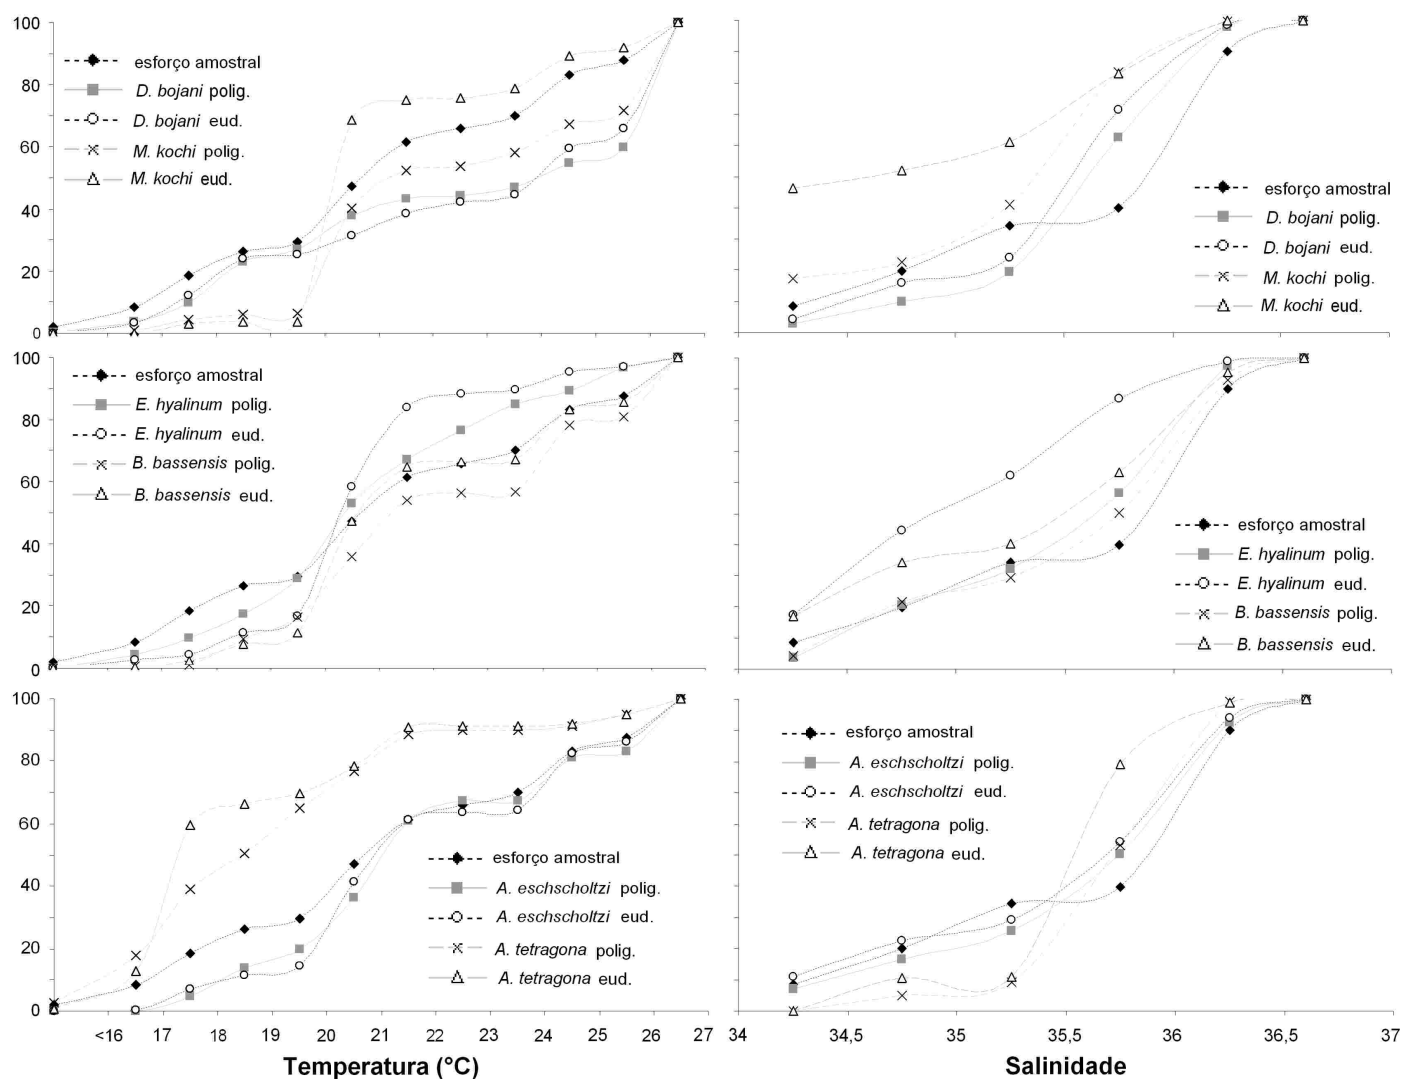 100
80
60
40
20
0
esforço amostral
D. bojani polig.
D. bojani eud.
M. kochi polig.
M. kochi eud.
esforço amostral
D. bojani polig.
D. bojani eud.
M. kochi polig.
M. kochi eud.
100
80
60
40
20
0
esforço amostral
E. hyalinum polig.
E. hyalinum eud.
B. bassensis polig.
B. bassensis eud.
esforço amostral
E. hyalinum polig.
E. hyalinum eud.
B. bassensis polig.
B. bassensis eud.
100
80
60
40
20
0
esforço amostral
A. eschscholtzi polig.
A. eschscholtzi eud.
A. tetragona polig.
A. tetragona eud.
esforço amostral
A. eschscholtzi polig.
A. eschscholtzi eud.
A. tetragona polig.
A. tetragona eud.
<16 17 18 19 20 21 22 23 24 25 26 27
34 34,5 35 35,5 36 36,5 37
Temperatura (°C)
Salinidade